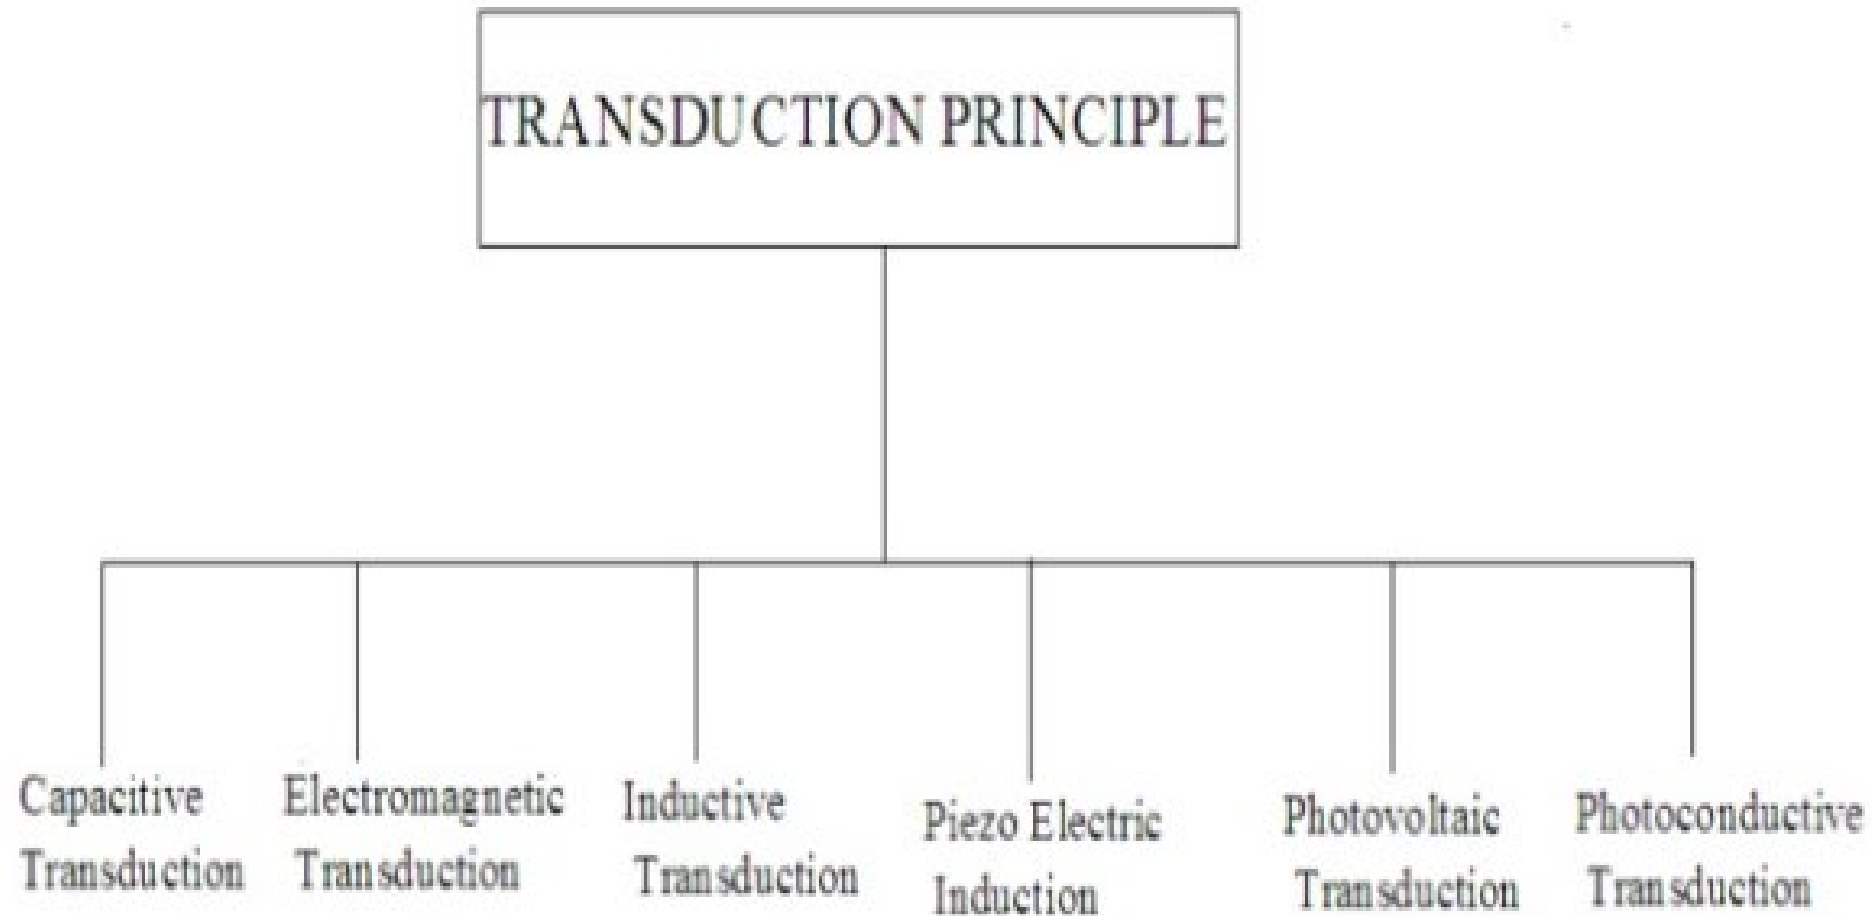 TRANSDUCTION PRINCIPLE
Capacitive
Transduction
Electromagnetic
Transduction
Inductive
Transduction
Piezo Electric
Induction
Photovoltaic
Transduction
Photoconductive
Transduction